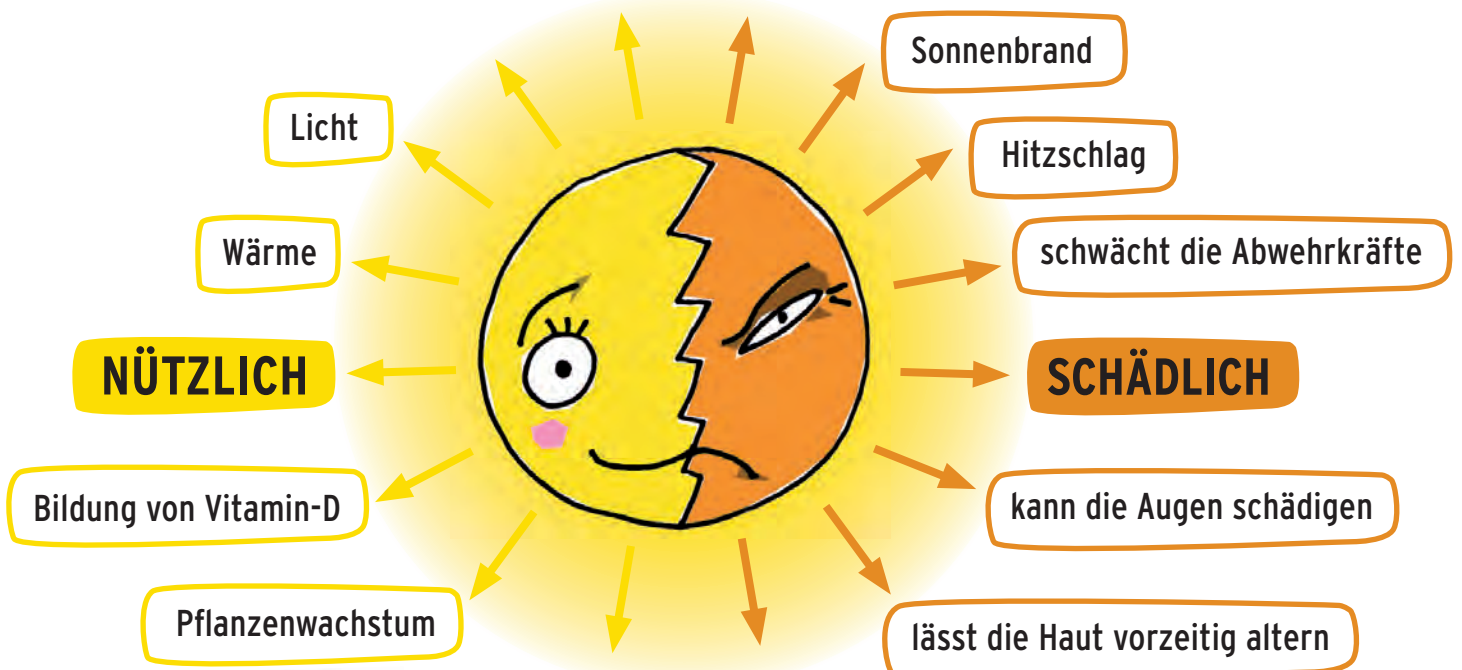 Licht
Wärme
NÜTZLICH
Bildung von Vitamin-D
Pflanzenwachstum
Sonnenbrand
Hitzschlag
schwächt die Abwehrkräfte
SCHÄDLICH
kann die Augen schädigen
lässt die Haut vorzeitig altern